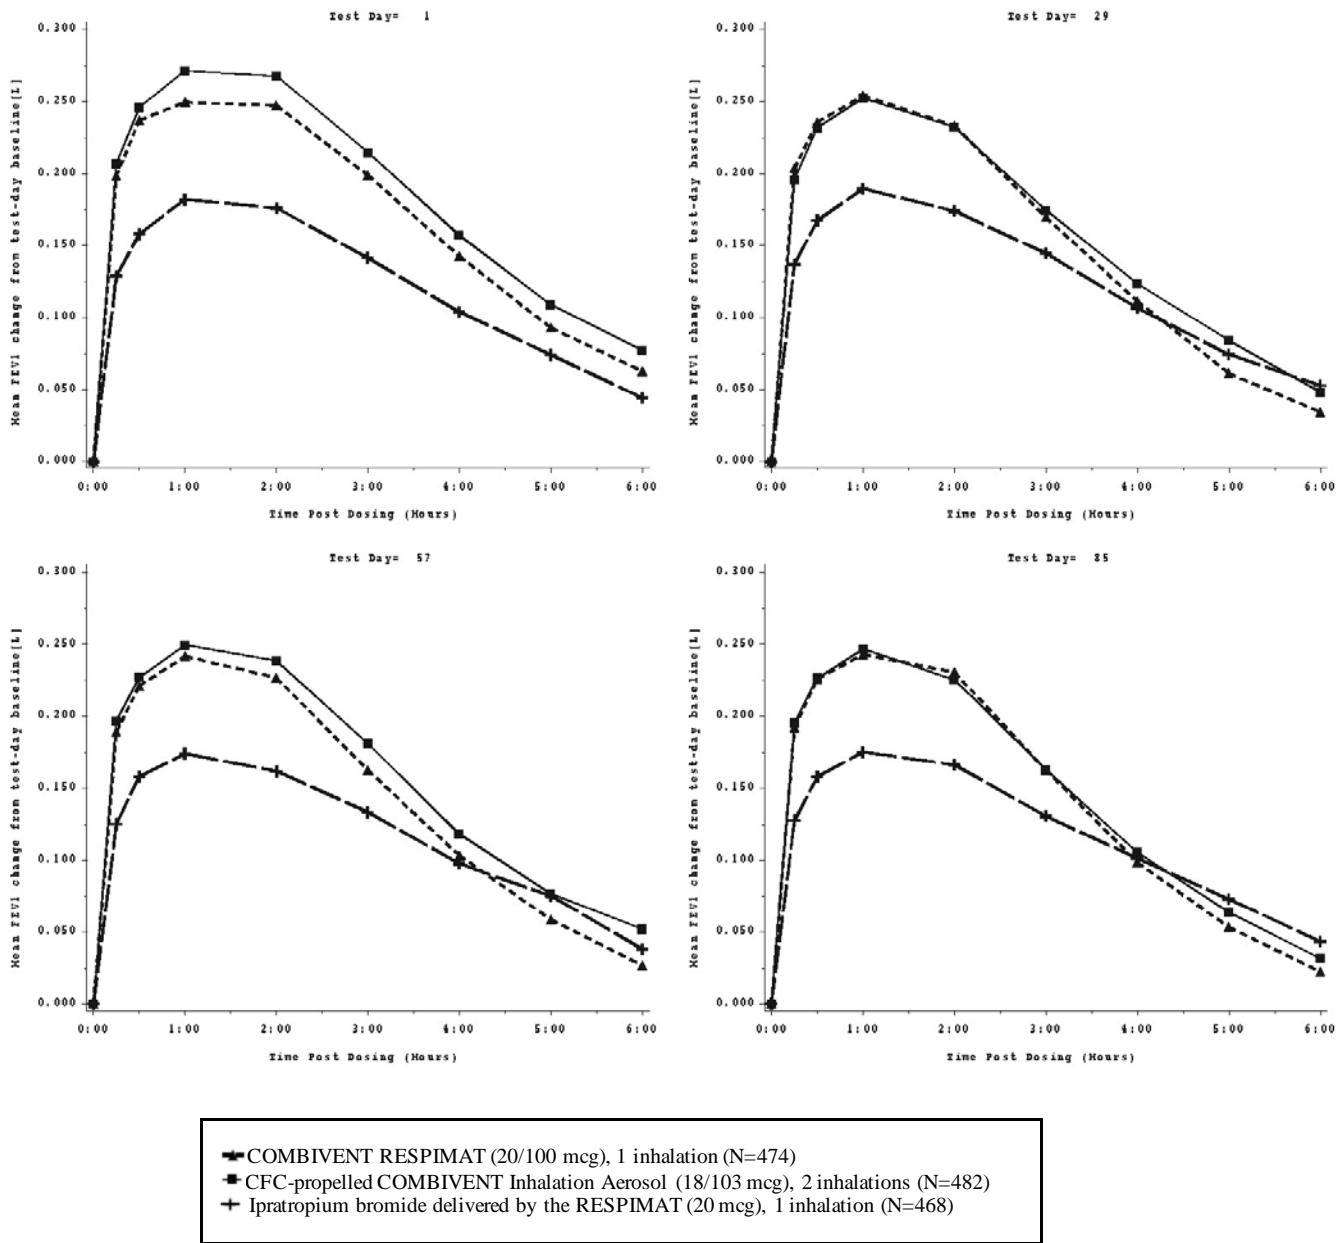 Test Day= 1
Mean FEV1 change from test-day baseline[L]
0.300
0.250
0.200
0.150
0.100
0.050
0.000
0:00 1:00 2:00 3:00 4:00 5:00 6:00
Time Post Dosing (Hours)
Test Day= 29
Mean FEV1 change from test-day baseline[L]
0.300
0.250
0.200
0.150
0.100
0.050
0.000
0:00 1:00 2:00 3:00 4:00 5:00 6:00
Time Post Dosing (Hours)
Test Day= 57
Mean FEV1 change from test-day baseline[L]
0.300
0.250
0.200
0.150
0.100
0.050
0.000
0:00 1:00 2:00 3:00 4:00 5:00 6:00
Time Post Dosing (Hours)
Test Day= 85
Mean FEV1 change from test-day baseline[L]
0.300
0.250
0.200
0.150
0.100
0.050
0.000
0:00 1:00 2:00 3:00 4:00 5:00 6:00
Time Post Dosing (Hours)
COMBIVENT RESPIMAT (20/100 mcg), 1 inhalation (N=474)
CFC-propelled COMBIVENT Inhalation Aerosol (18/103 mcg), 2 inhalations (N=482)
Ipratropium bromide delivered by the RESPIMAT (20 mcg), 1 inhalation (N=468)